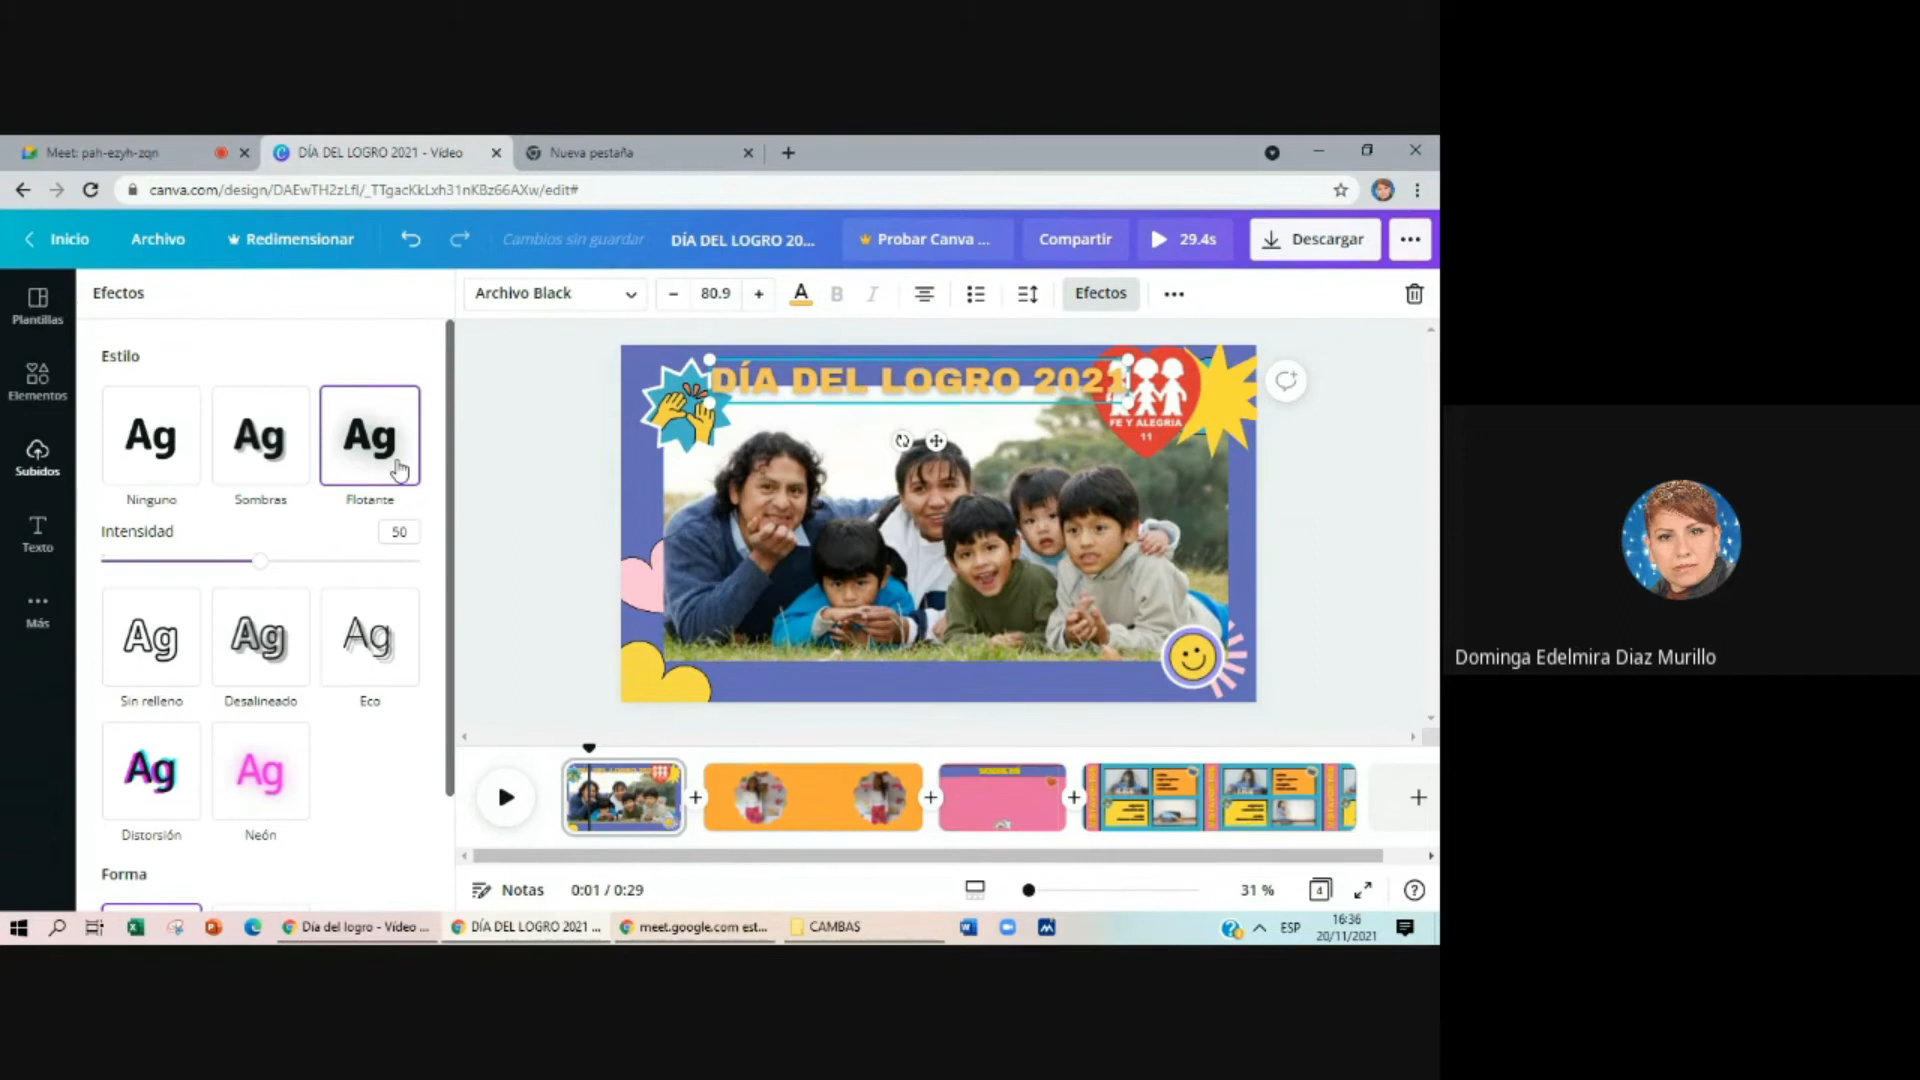 Meet: pah-ezyh-zqn
DÍA DEL LOGRO 2021 - Vídeo
Nueva pestaña
canva.com/design/DAEwTH2zLfI/_TTgacKkLxh31nKBz66AXw/edit#
Inicio
Archivo
Redimensionar
Cambios sin guardar
DÍA DEL LOGRO 20...
Probar Canva ...
Compartir
29.4s
Descargar
Plantillas
Elementos
Subidos
Texto
Más
Efectos
Archivo Black
80.9
A
B
I
Efectos
Estilo
Ag
Ag
Ag
Ninguno
Sombras
Flotante
Intensidad
50
Ag
Ag
Ag
Sin relleno
Desalineado
Eco
Ag
Ag
Distorsión
Neón
Forma
DÍA DEL LOGRO 2021
FE Y ALEGRIA
11
Notas
0:01 / 0:29
31 %
4
Día del logro - Vídeo ...
DÍA DEL LOGRO 2021 ...
meet.google.com est...
CAMBAS
ESP
16:36
20/11/2021
Dominga Edelmira Diaz Murillo